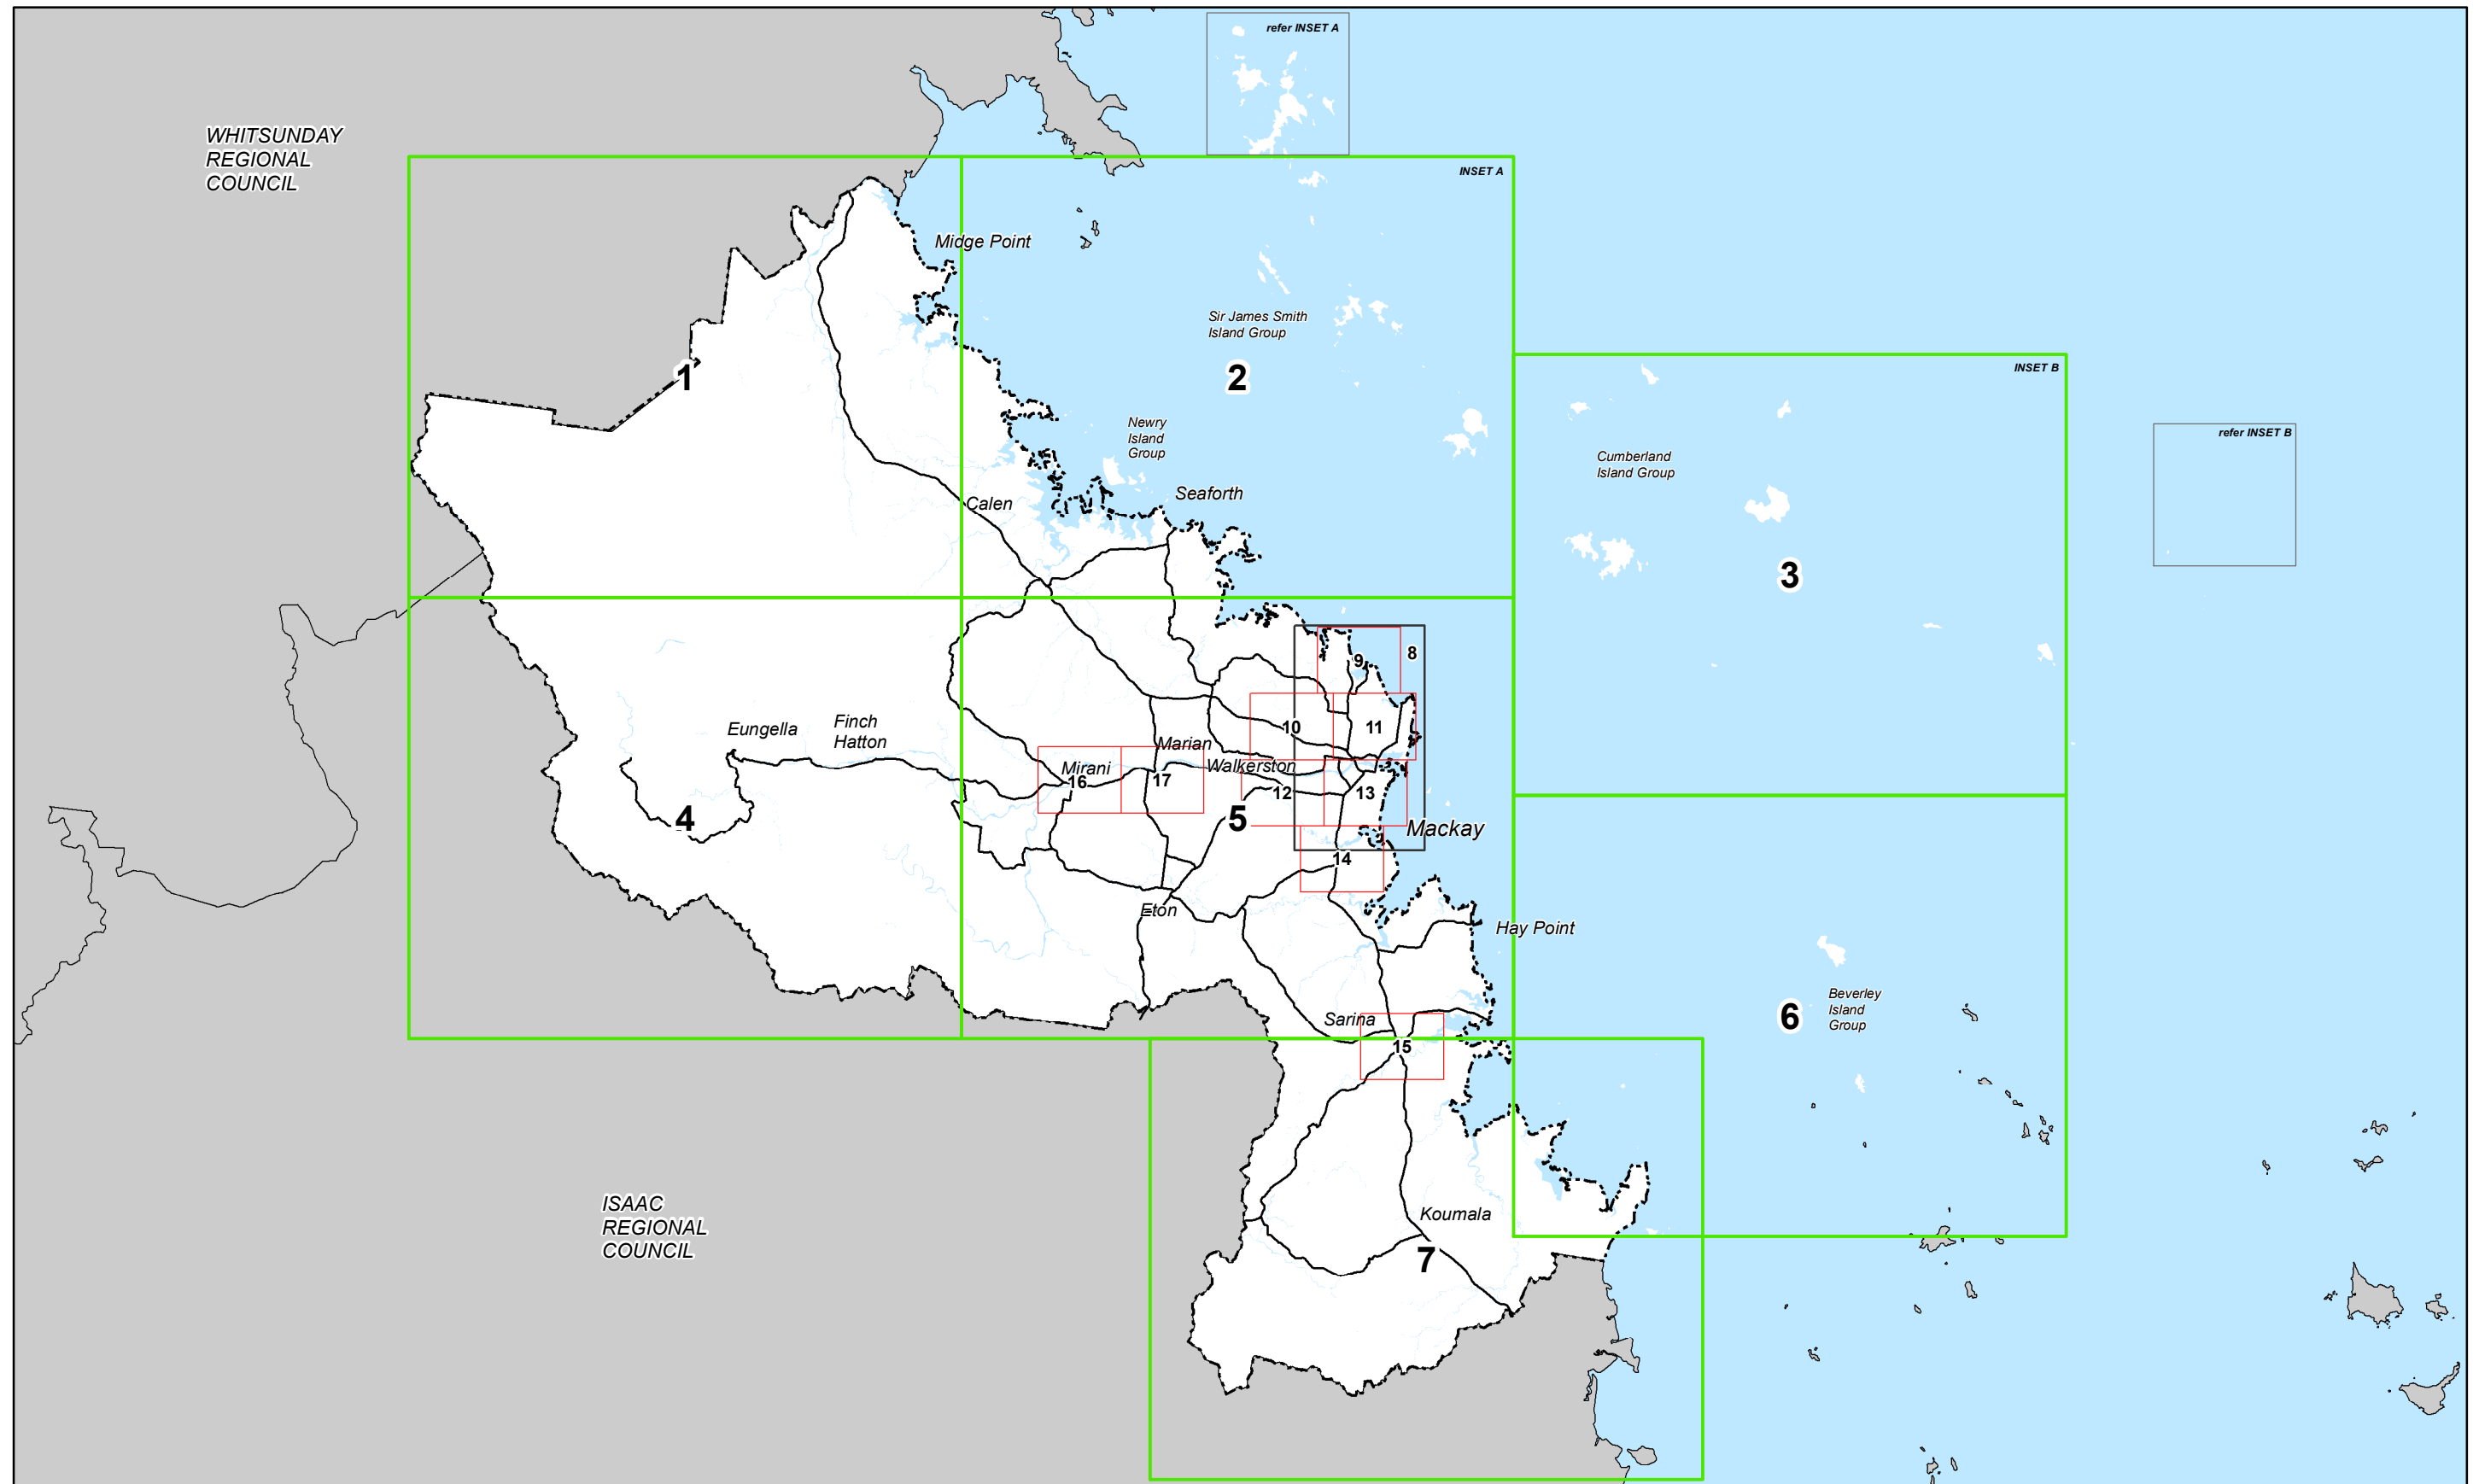 refer INSET A
WHITSUNDAY
REGIONAL
COUNCIL
INSET A
Midge Point
Sir James Smith
Island Group
1
2
INSET B
Newry
Island
Group
refer INSET B
Cumberland
Island Group
Seaforth
Calen
3
9
8
Eungella
Finch
Hatton
10
11
Marian
Mirani
Walkerston
16
17
12
13
4
5
Mackay
14
Eton
Hay Point
Sarina
Beverley
Island
Group
6
15
ISAAC
REGIONAL
COUNCIL
Koumala
7